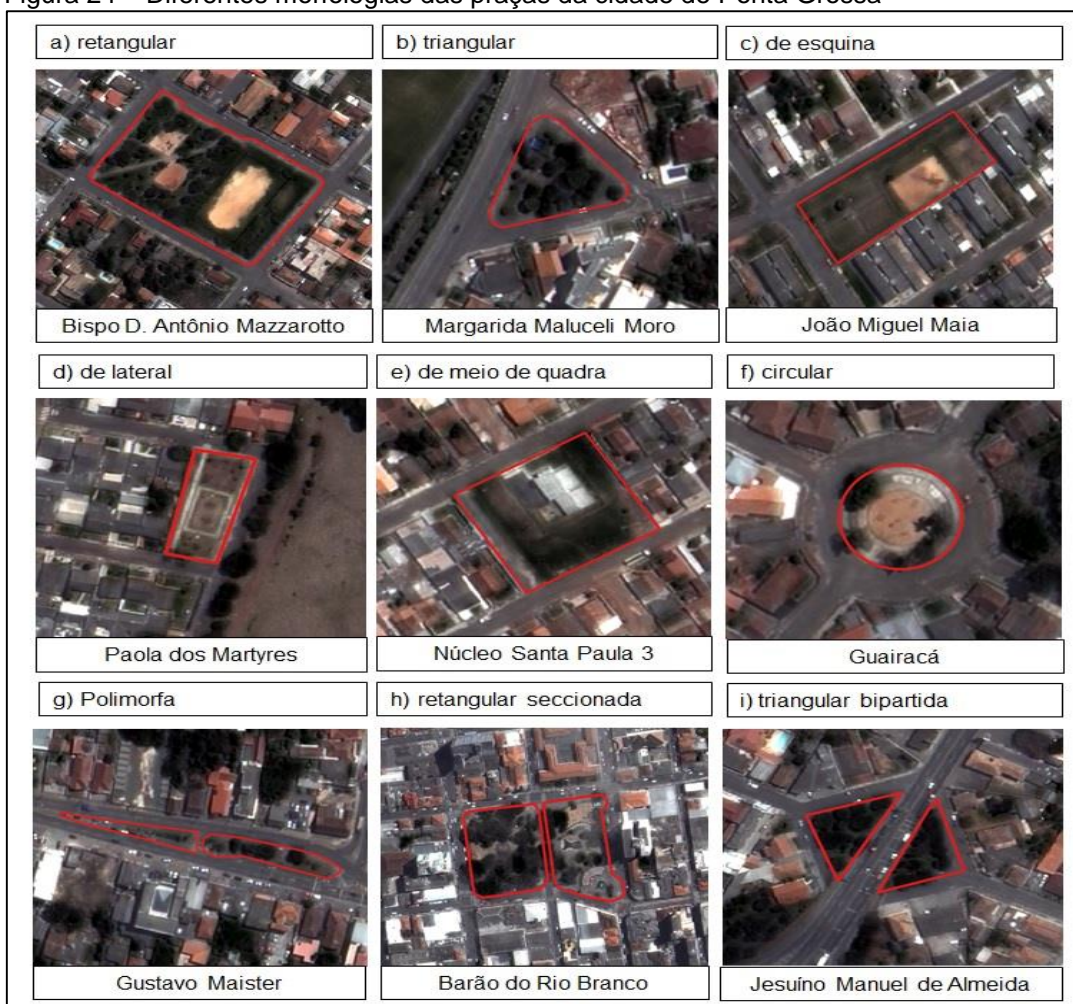 Figura 24 – Diferentes morfologias das praças da cidade de Ponta Grossa
a) retangular
b) triangular
c) de esquina
Bispo D. Antônio Mazzarotto
Margarida Maluceli Moro
João Miguel Maia
d) de lateral
e) de meio de quadra
f) circular
Paola dos Martyres
Núcleo Santa Paula 3
Guairacá
g) Polimorfa
h) retangular seccionada
i) triangular bipartida
Gustavo Maister
Barão do Rio Branco
Jesuíno Manuel de Almeida